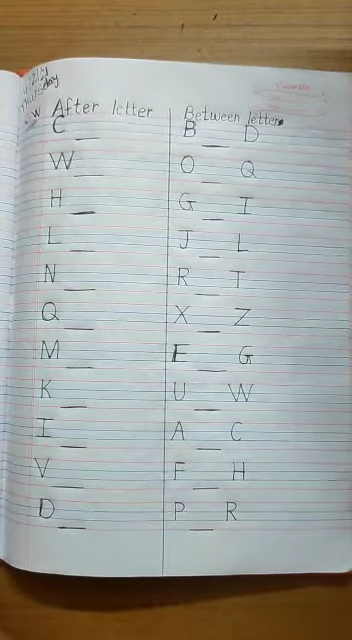 Thursday
C.W After letter Between letters
C __ B __ D
W __ O __ Q
H __ G __ I
L __ J __ L
N __ R __ T
Q __ X __ Z
M __ E __ G
K __ U __ W
I __ A __ C
V __ F __ H
D __ P __ R